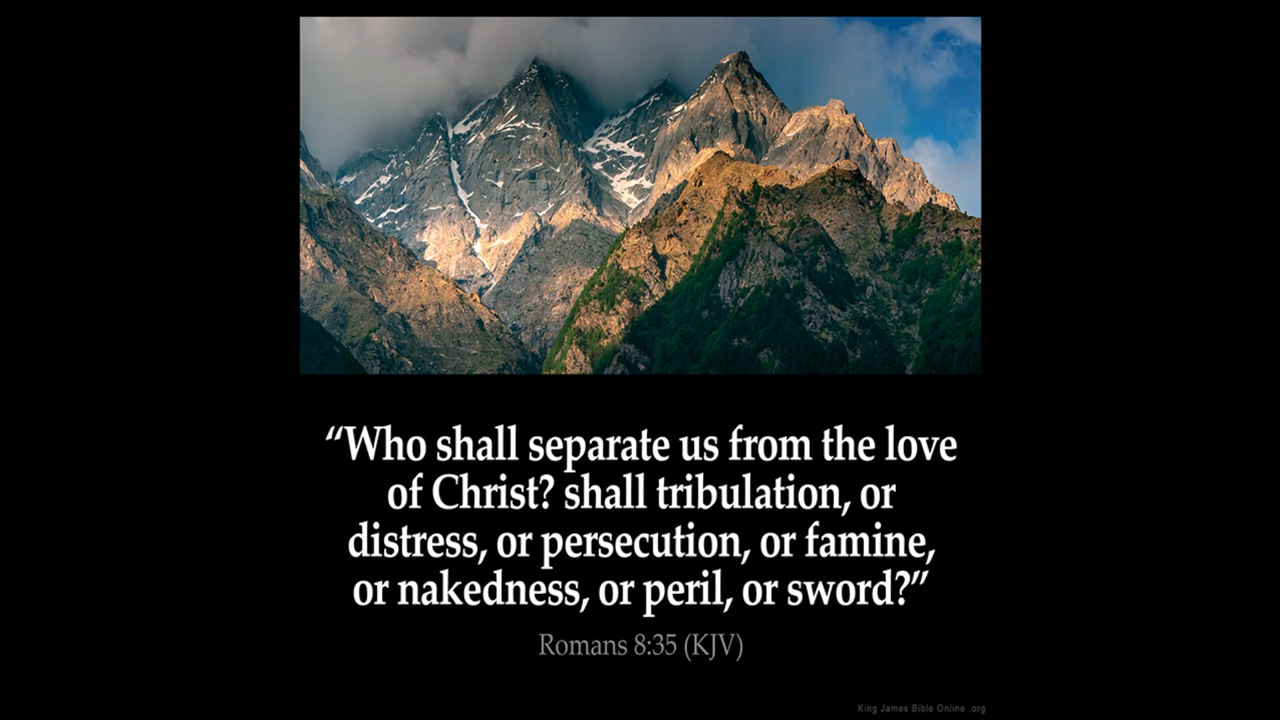 “Who shall separate us from the love
of Christ? shall tribulation, or
distress, or persecution, or famine,
or nakedness, or peril, or sword?”
Romans 8:35 (KJV)
King James Bible Online .org